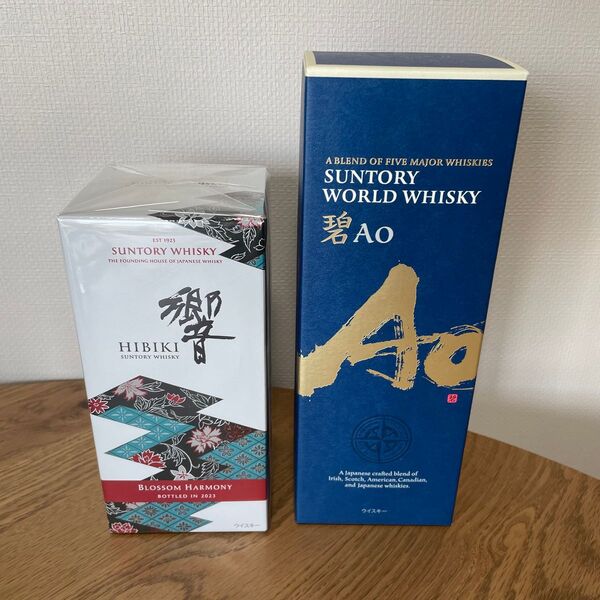 EST 1923
SUNTORY WHISKY
THE FOUNDING HOUSE OF JAPANESE WHISKY
響
HIBIKI
SUNTORY WHISKY
BLOSSOM HARMONY
BOTTLED IN 2023
ウイスキー
A BLEND OF FIVE MAJOR WHISKIES
SUNTORY
WORLD WHISKY
碧 AO
Ao
碧
A Japanese crafted blend of
Irish, Scotch, American, Canadian,
and Japanese whiskies.
ウイスキー